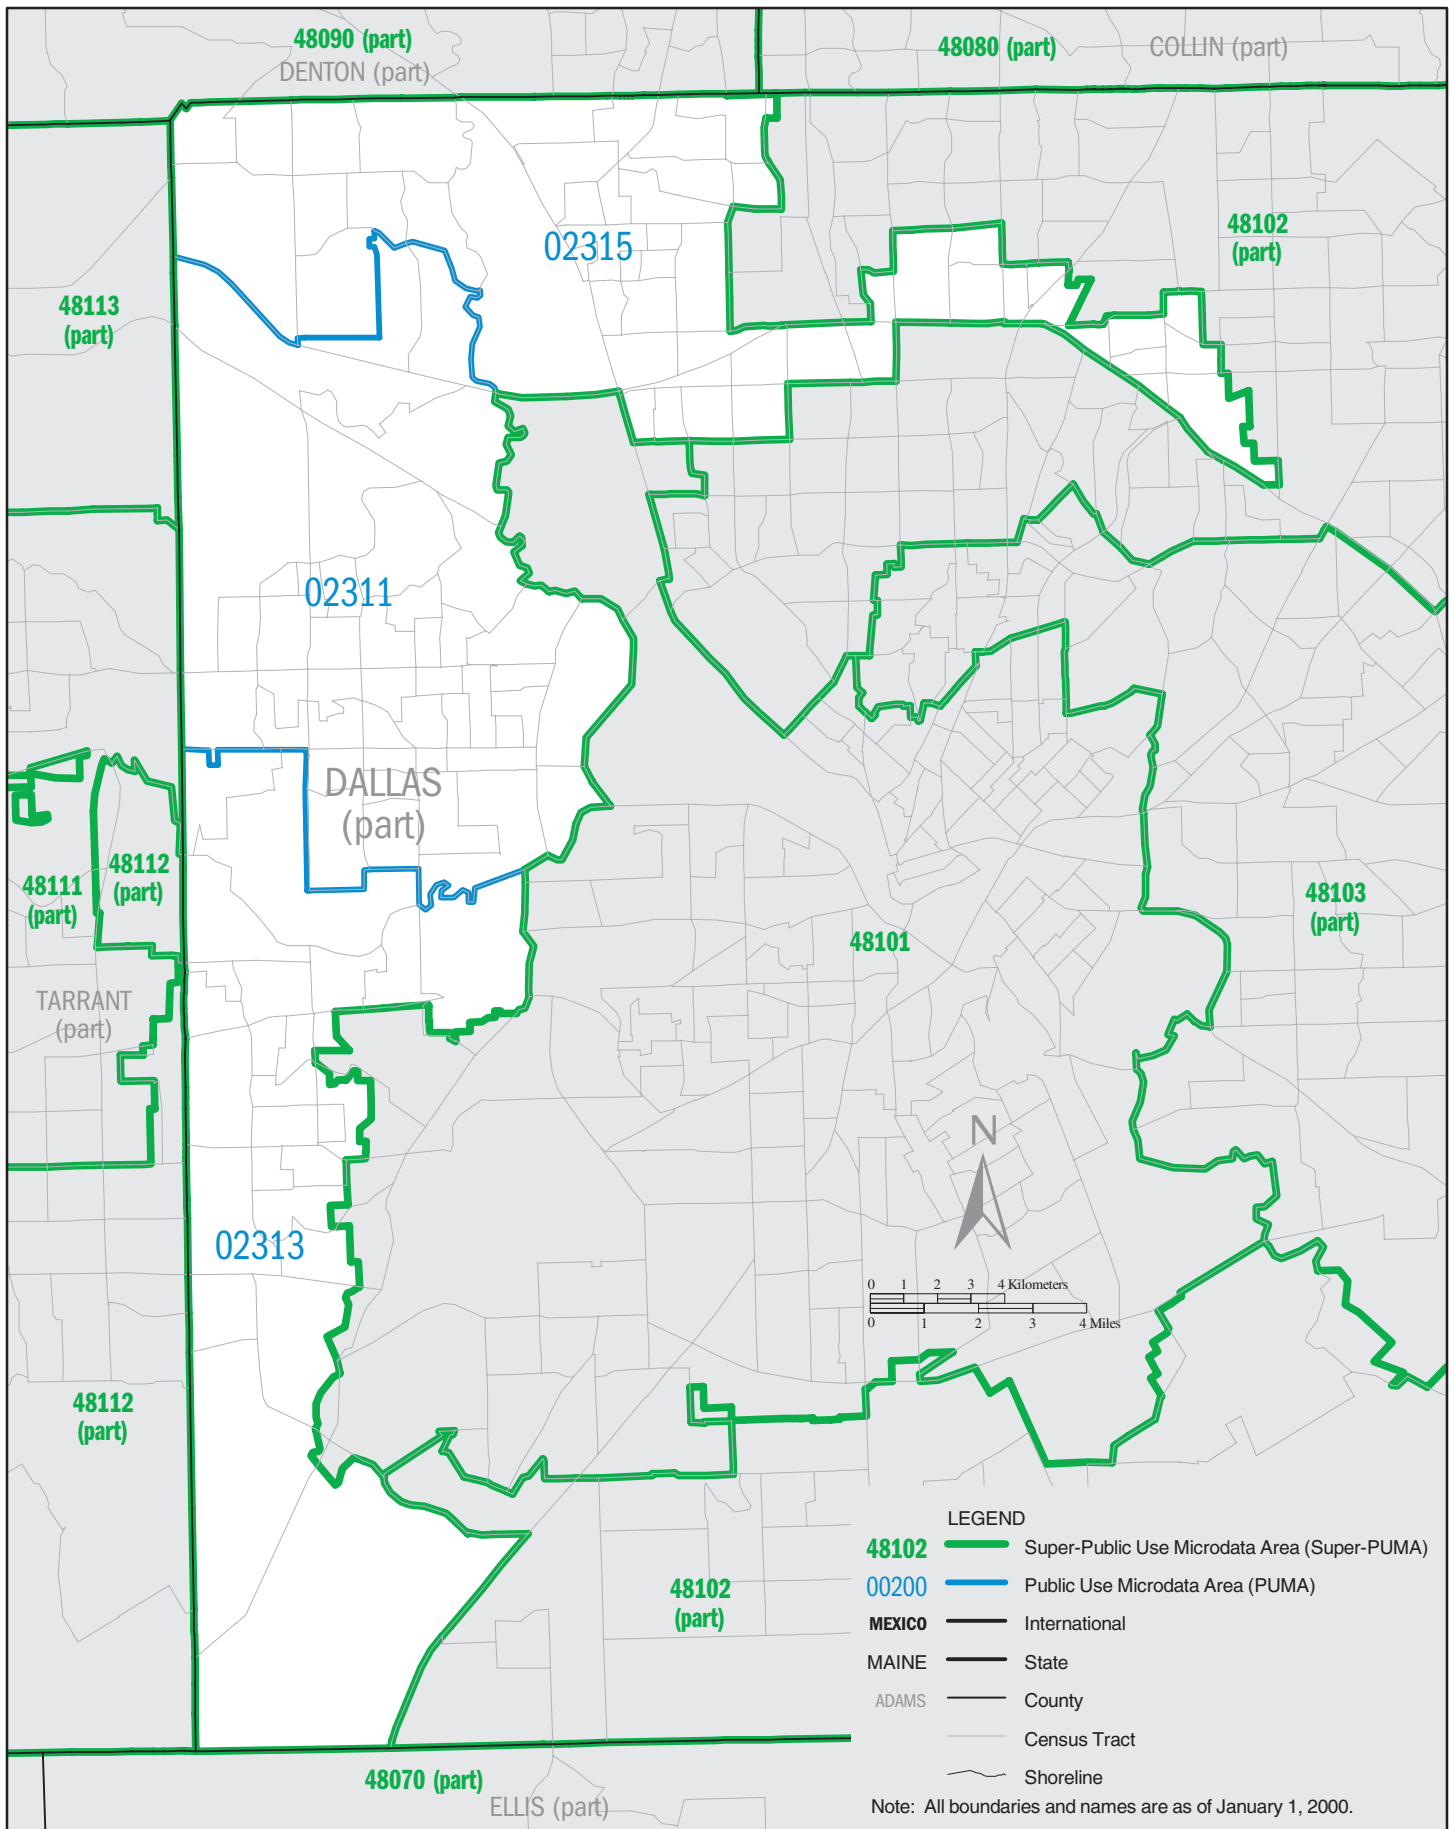 48090 (part)
DENTON (part)
48080 (part)
COLLIN (part)
02315
48102
(part)
48113
(part)
02311
DALLAS
(part)
48112
(part)
48111
(part)
48103
(part)
48101
TARRANT
(part)
N
02313
0 1 2 3 4 Kilometers
0 1 2 3 4 Miles
48112
(part)
48102
(part)
LEGEND
48102 Super-Public Use Microdata Area (Super-PUMA)
00200 Public Use Microdata Area (PUMA)
MEXICO International
MAINE State
ADAMS County
Census Tract
Shoreline
Note: All boundaries and names are as of January 1, 2000.
48070 (part)
ELLIS (part)